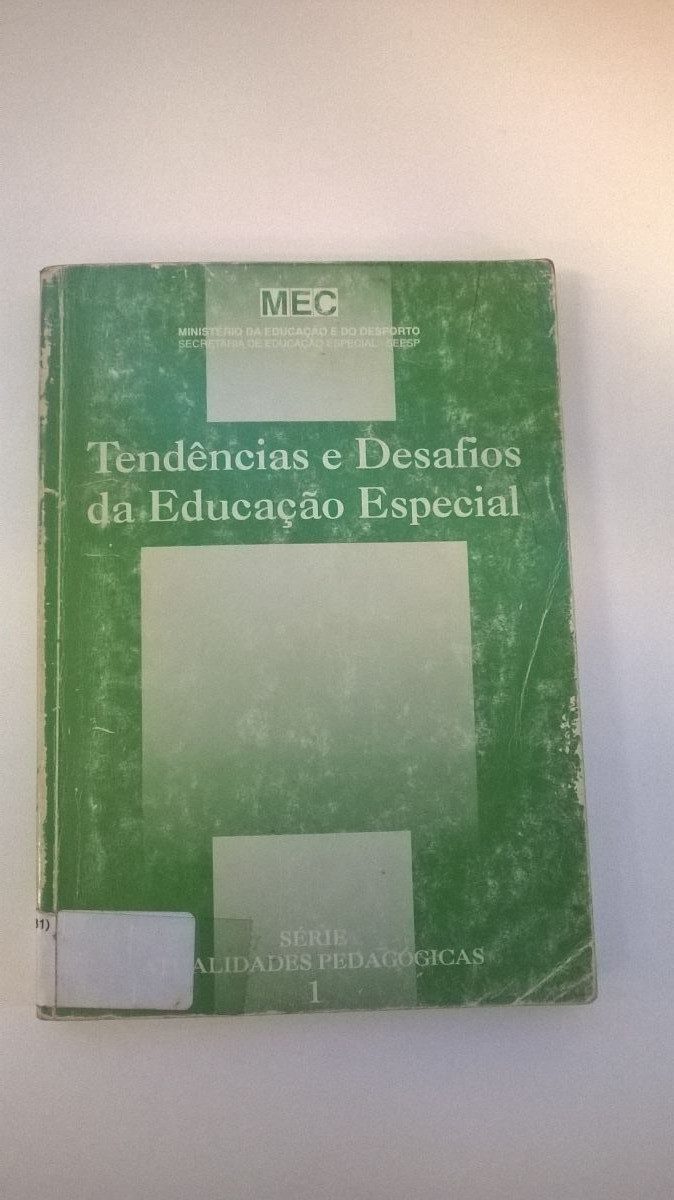 MEC
MINISTÉRIO DA EDUCAÇÃO E DO DESPORTO
SECRETARIA DE EDUCAÇÃO ESPECIAL - SEESP
Tendências e Desafios
da Educação Especial
SÉRIE
PEDAGÓGICAS
1